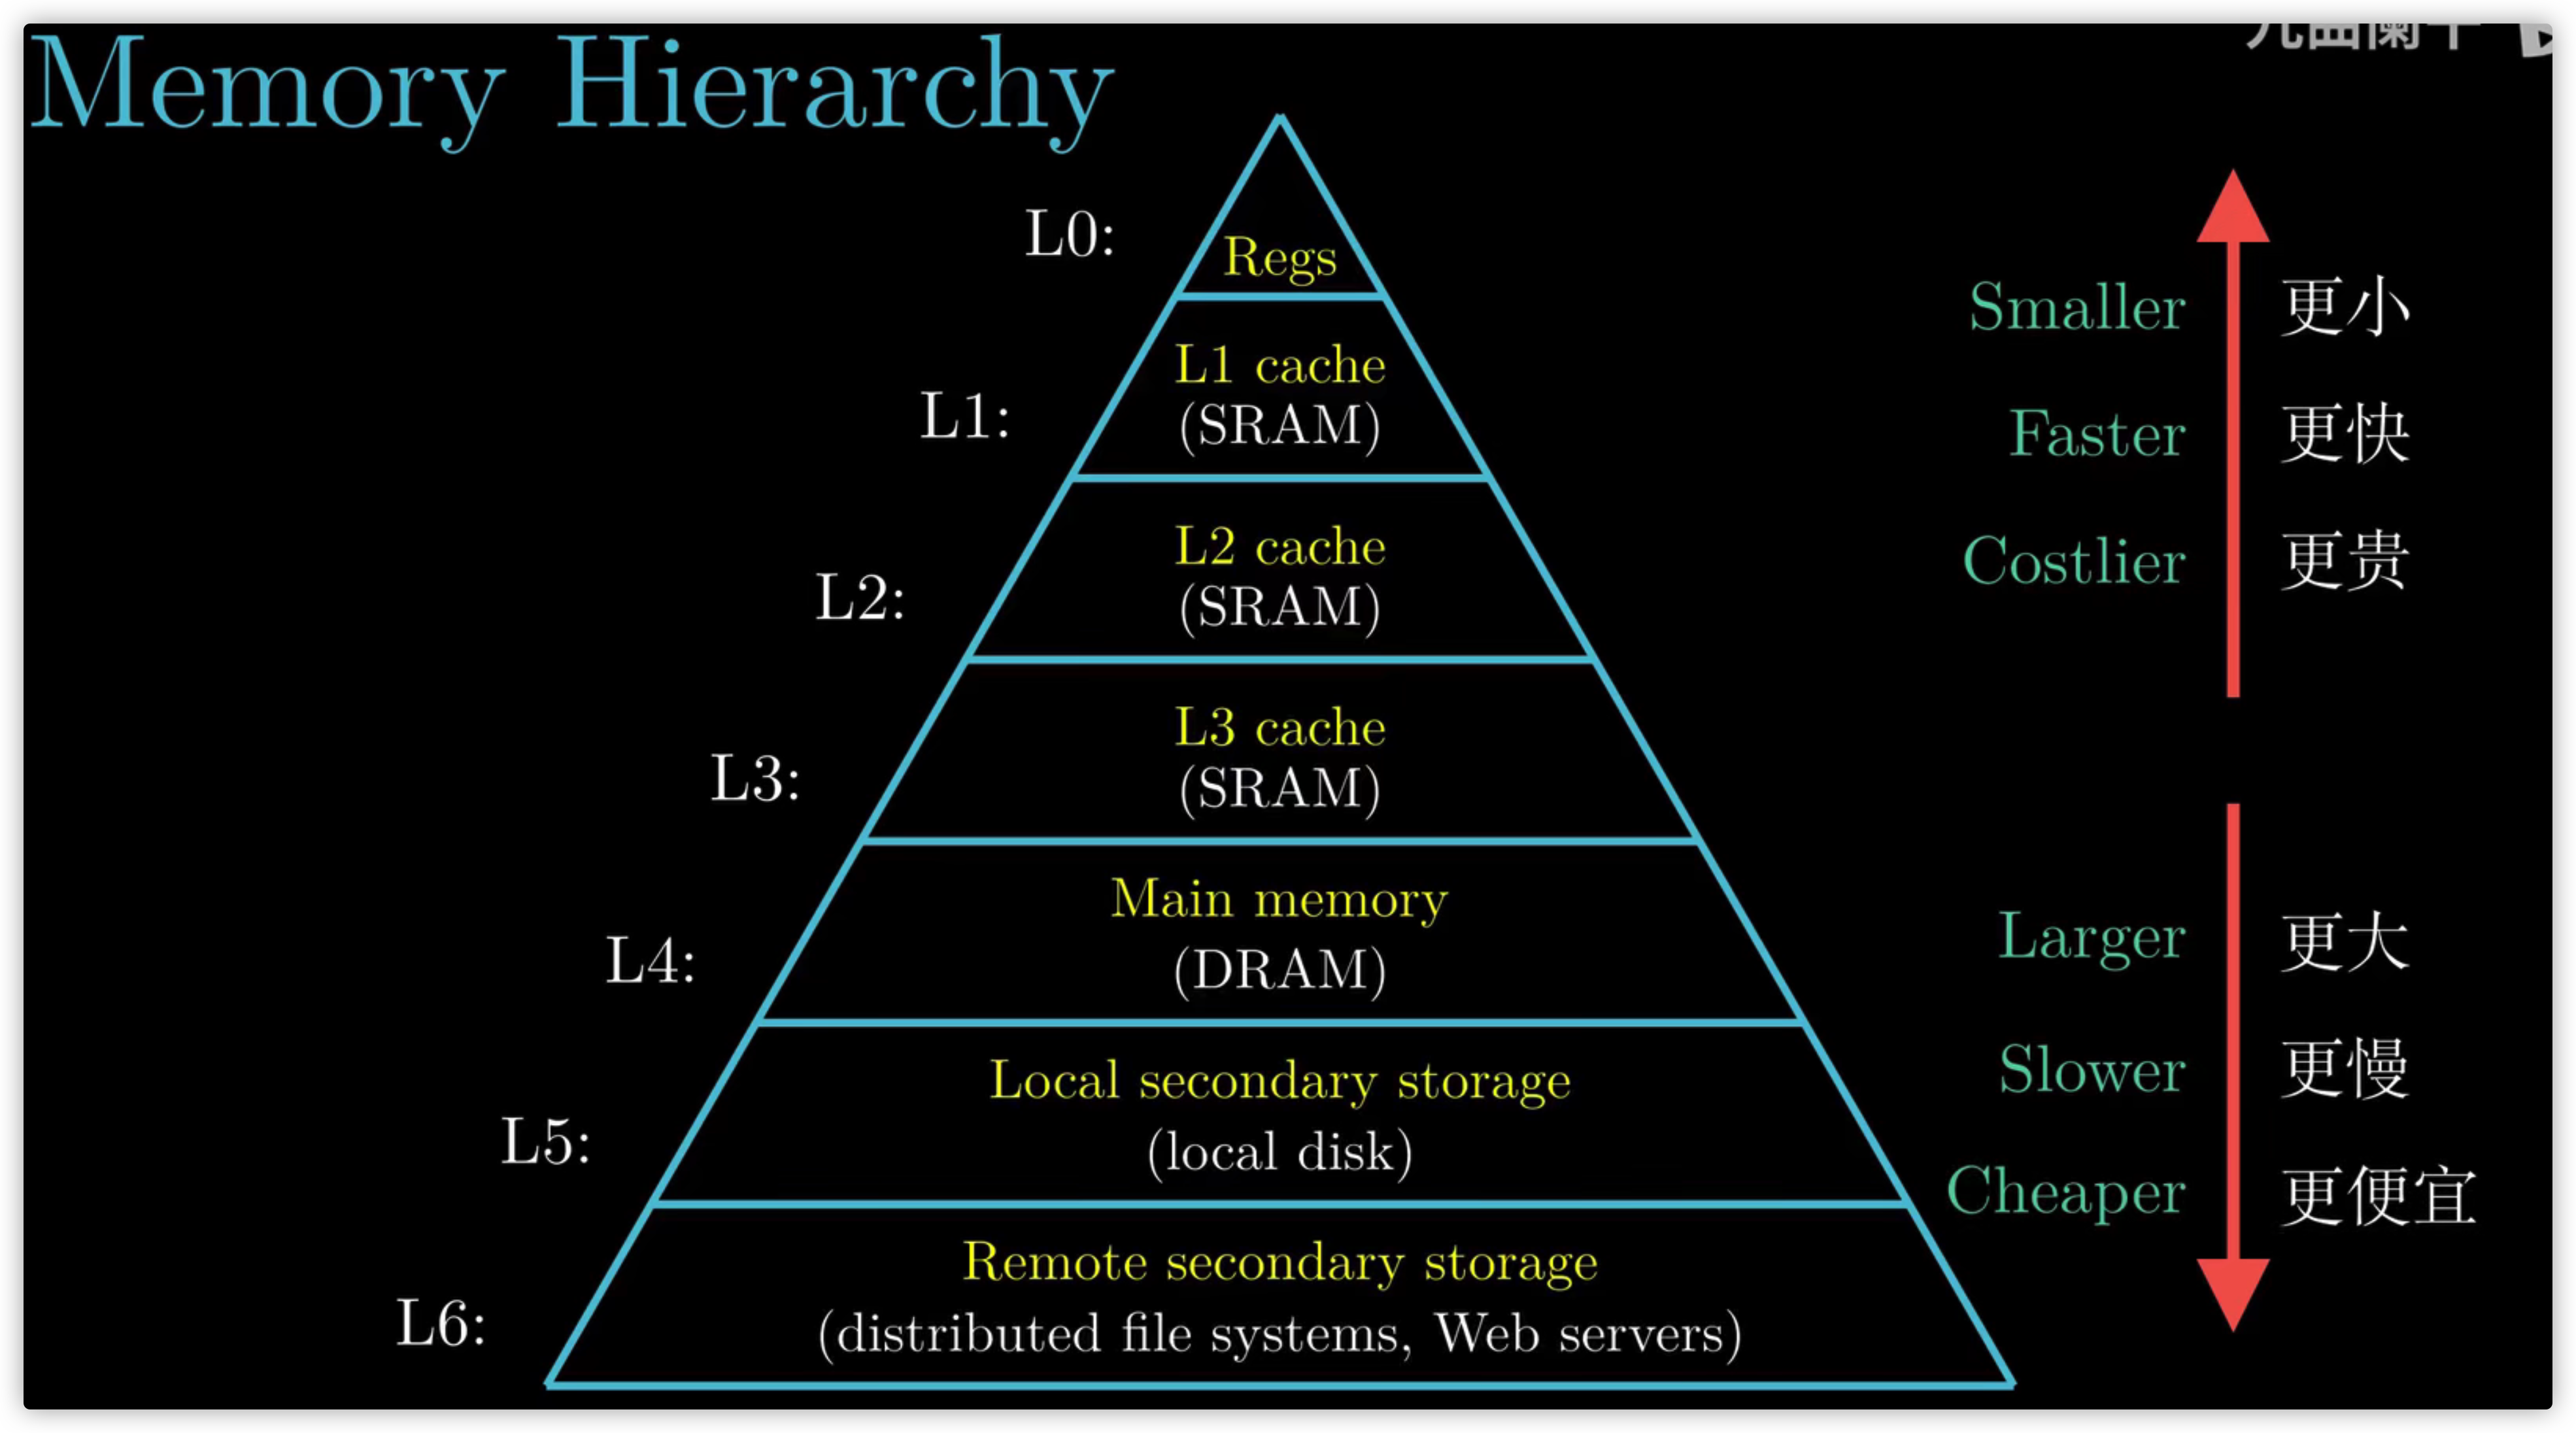 Memory Hierarchy
L0:
Regs
L1:
L1 cache
(SRAM)
L2:
L2 cache
(SRAM)
L3:
L3 cache
(SRAM)
L4:
Main memory
(DRAM)
L5:
Local secondary storage
(local disk)
L6:
Remote secondary storage
(distributed file systems, Web servers)
Smaller 更小
Faster 更快
Costlier 更贵
Larger 更大
Slower 更慢
Cheaper 更便宜